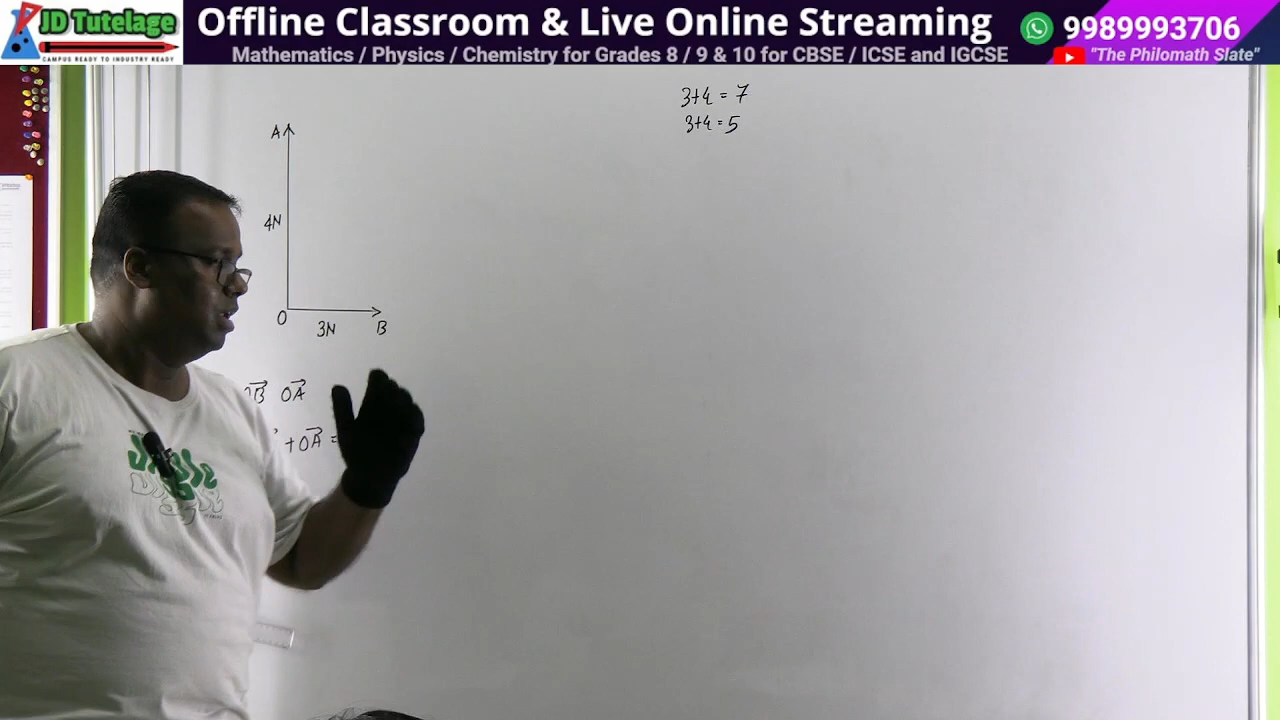 JD Tutelage
CAMPUS READY TO INDUSTRY READY
Offline Classroom & Live Online Streaming
Mathematics / Physics / Chemistry for Grades 8 / 9 & 10 for CBSE / ICSE and IGCSE
9989993706
"The Philomath Slate"
3+4 = 7
3+4 = 5
A
4N
O
3N
B
OA
+ OA =